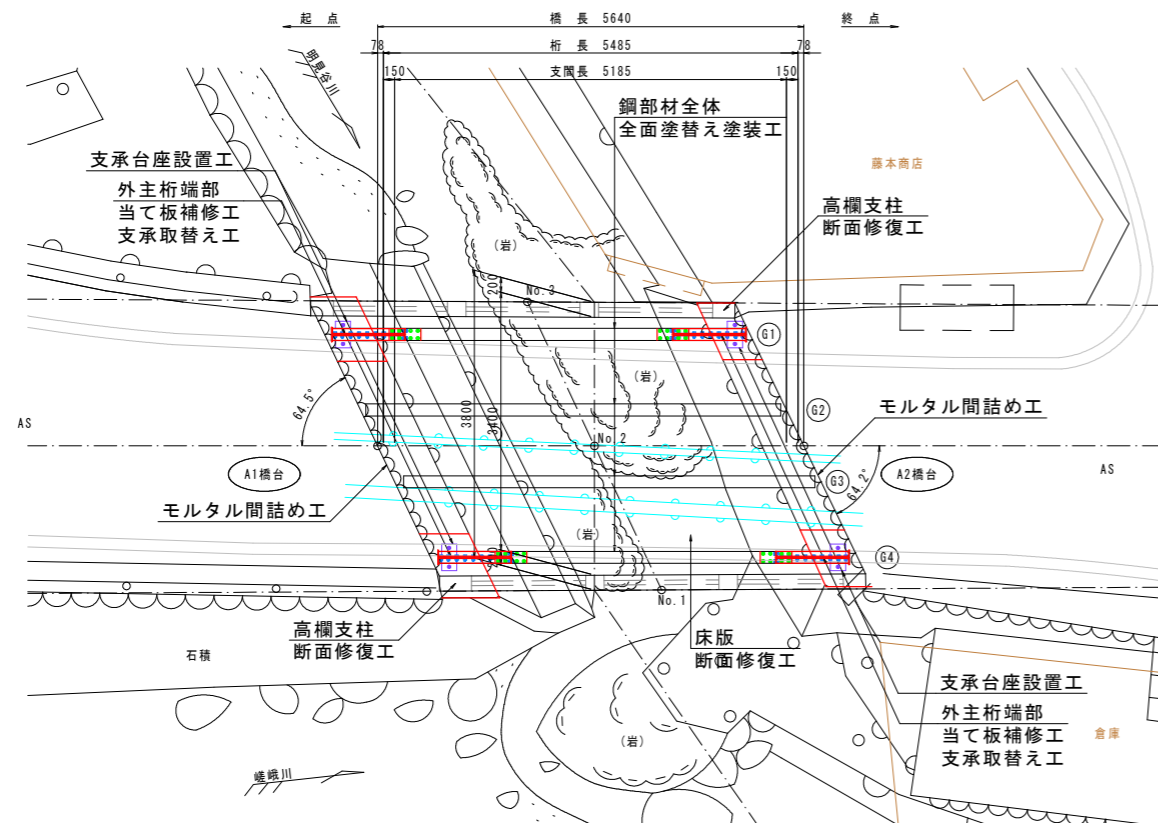 起 点
橋 長 5640
終 点
78
桁 長 5485
78
150
支間長 5185
150
明見谷川
鋼部材全体
全面塗替え塗装工
藤本商店
支承台座設置工
外主桁端部
当て板補修工
支承取替え工
高欄支柱
断面修復工
(岩)
200
No.3
G1
(岩)
64.5°
3800
3400
G2
モルタル間詰め工
AS
No.2
A1橋台
G3
64.2°
A2橋台
AS
モルタル間詰め工
(岩)
G4
No.1
高欄支柱
断面修復工
床版
断面修復工
石積
支承台座設置工
外主桁端部
当て板補修工
支承取替え工
倉庫
(岩)
嵯峨川